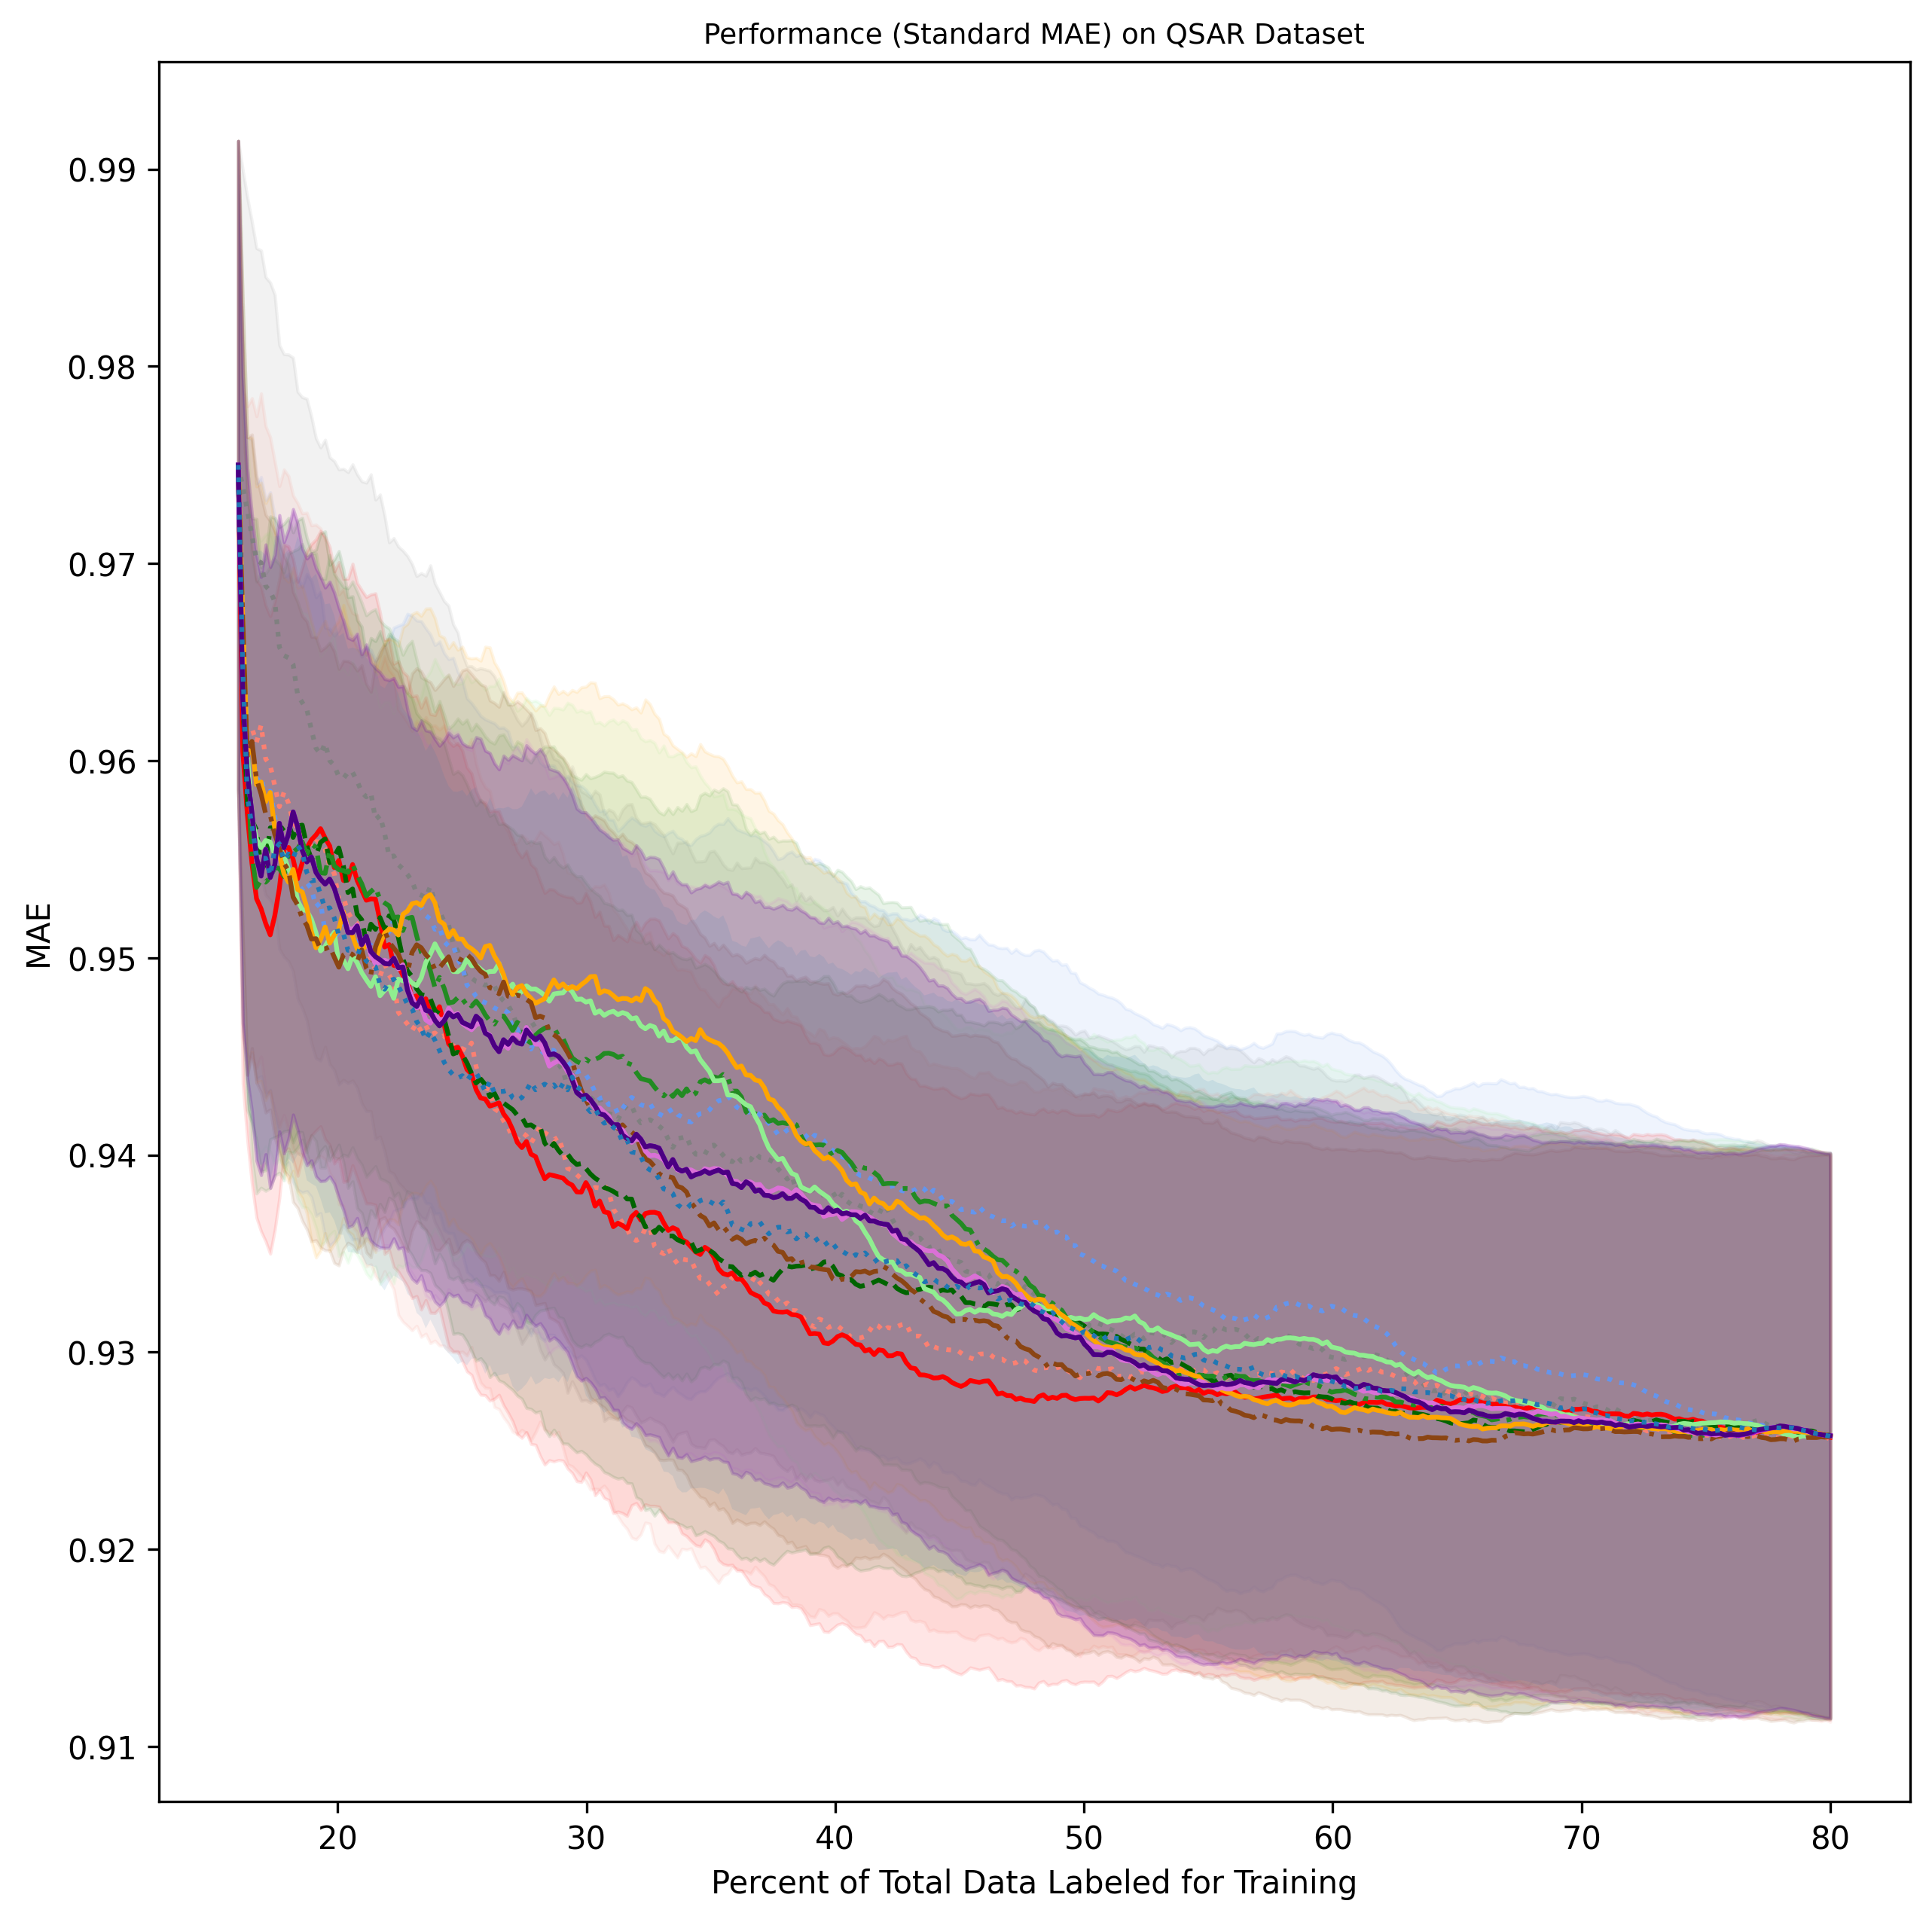 Performance (Standard MAE) on QSAR Dataset
0.99
0.98
0.97
0.96
0.95
0.94
0.93
0.92
0.91
MAE
20 30 40 50 60 70 80
Percent of Total Data Labeled for Training